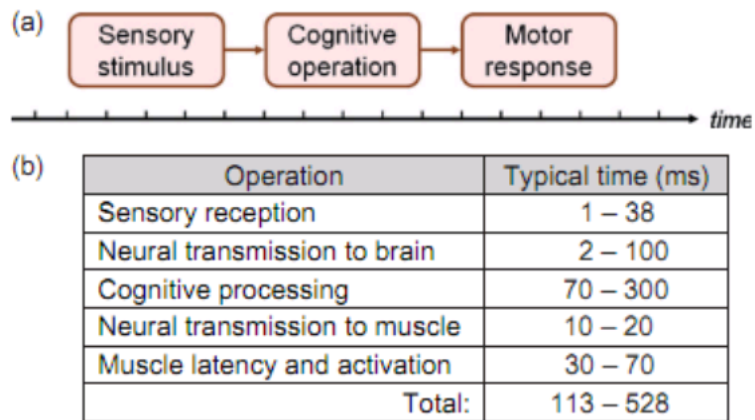 (a)
Sensory
stimulus
Cognitive
operation
Motor
response
time
(b)
Operation Typical time (ms)
Sensory reception 1 – 38
Neural transmission to brain 2 – 100
Cognitive processing 70 – 300
Neural transmission to muscle 10 – 20
Muscle latency and activation 30 – 70
Total: 113 – 528